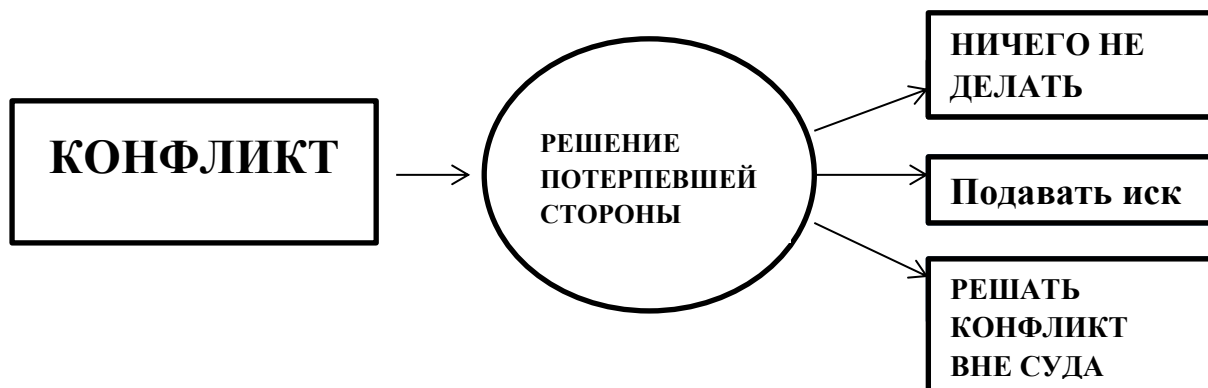 КОНФЛИКТ
РЕШЕНИЕ
ПОТЕРПЕВШЕЙ
СТОРОНЫ
НИЧЕГО НЕ
ДЕЛАТЬ
Подавать иск
РЕШАТЬ
КОНФЛИКТ
ВНЕ СУДА